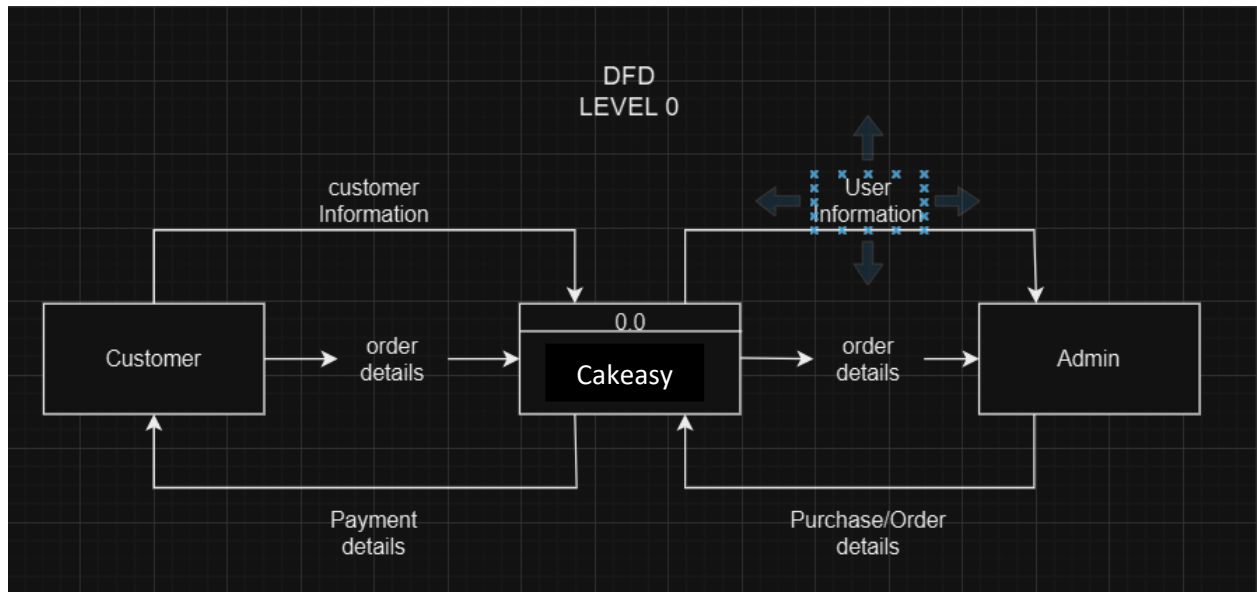 DFD
LEVEL 0
customer
Information
User
Information
0.0
Customer
order
details
Cakeasy
order
details
Admin
Payment
details
Purchase/Order
details